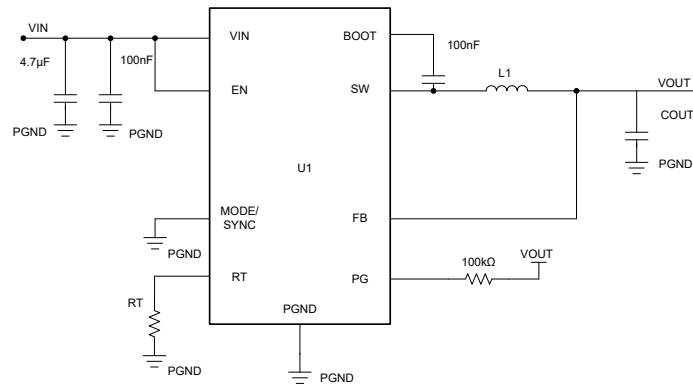 VIN
4.7µF
100nF
PGND
PGND
VIN
BOOT
100nF
EN
SW
L1
VOUT
COUT
PGND
U1
MODE/
SYNC
FB
PGND
RT
PG
100kΩ
VOUT
RT
PGND
PGND
PGND